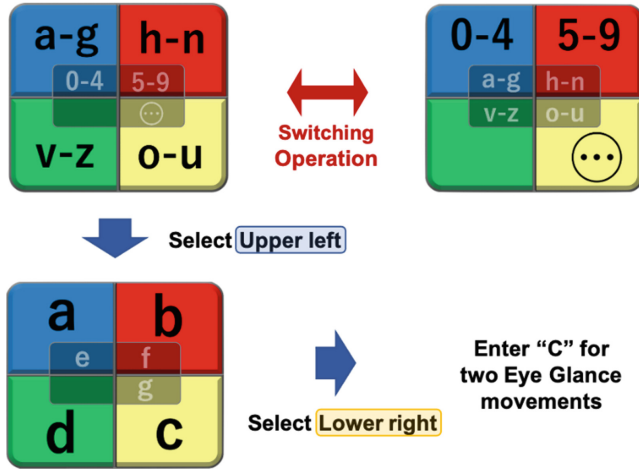 a-g h-n
0-4 5-9
v-z o-u
Switching
Operation
0-4 5-9
a-g h-n
v-z o-u
Select Upper left
a b
e f
g
d c
Select Lower right
Enter “C” for
two Eye Glance
movements